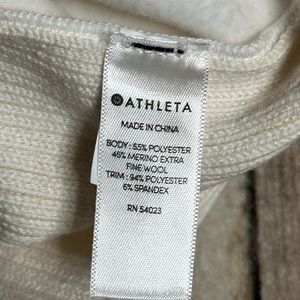 ATHLETA
MADE IN CHINA
BODY : 55% POLYESTER
45% MERINO EXTRA
FINE WOOL
TRIM : 94% POLYESTER
6% SPANDEX
RN 54023